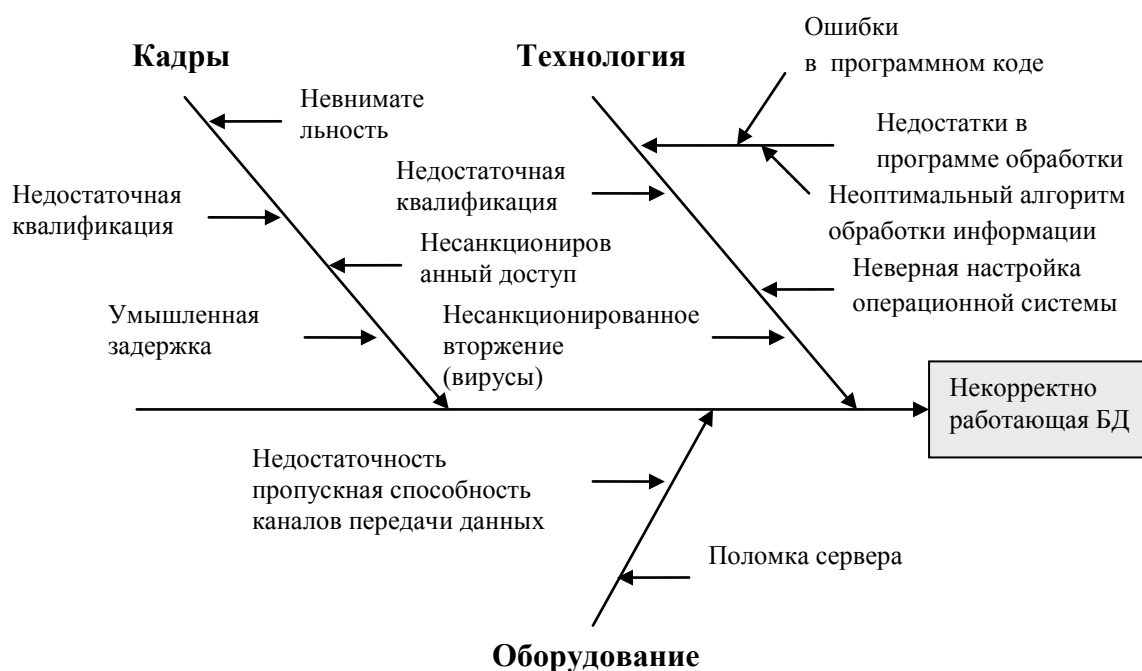 Кадры
Невнимате
льность
Недостаточная
квалификация
Несанкциониров
анный доступ
Умышленная
задержка
Технология
Ошибки
в программном коде
Недостатки в
программе обработки
Неоптимальный алгоритм
обработки информации
Недостаточная
квалификация
Неверная настройка
операционной системы
Несанкционированное
вторжение
(вирусы)
Некорректно
работающая БД
Недостаточность
пропускная способность
каналов передачи данных
Поломка сервера
Оборудование